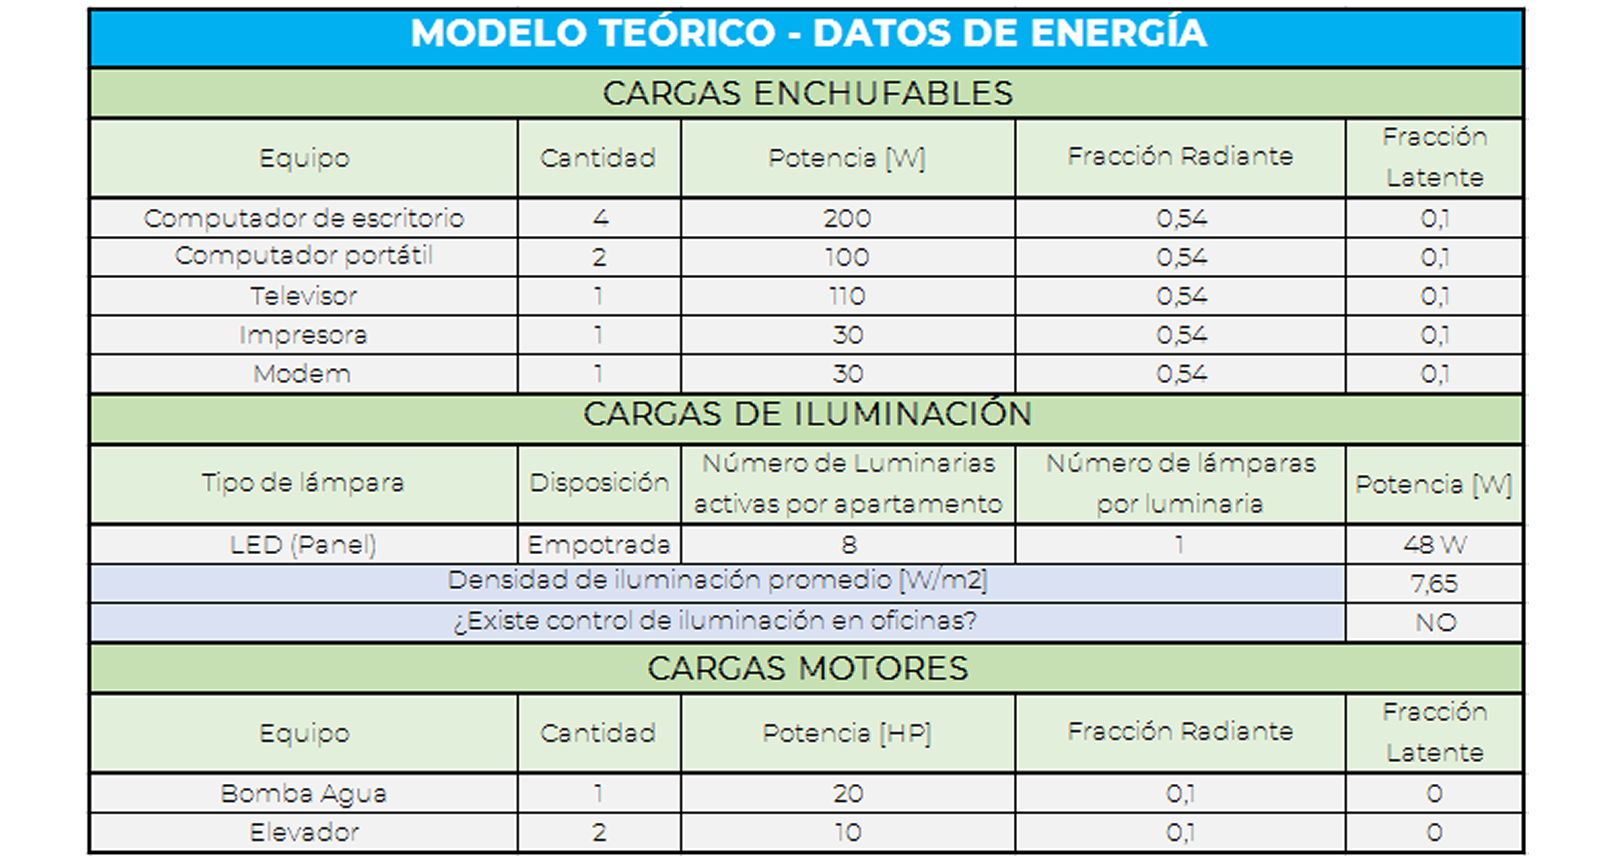 MODELO TEÓRICO - DATOS DE ENERGÍA
CARGAS ENCHUFABLES
Equipo Cantidad Potencia [W] Fracción Radiante Fracción Latente
Computador de escritorio 4 200 0,54 0,1
Computador portátil 2 100 0,54 0,1
Televisor 1 110 0,54 0,1
Impresora 1 30 0,54 0,1
Modem 1 30 0,54 0,1
CARGAS DE ILUMINACIÓN
Tipo de lámpara Disposición Número de Luminarias activas por apartamento Número de lámparas por luminaria Potencia [W]
LED (Panel) Empotrada 8 1 48 W
Densidad de iluminación promedio [W/m2] 7,65
¿Existe control de iluminación en oficinas? NO
CARGAS MOTORES
Equipo Cantidad Potencia [HP] Fracción Radiante Fracción Latente
Bomba Agua 1 20 0,1 0
Elevador 2 10 0,1 0